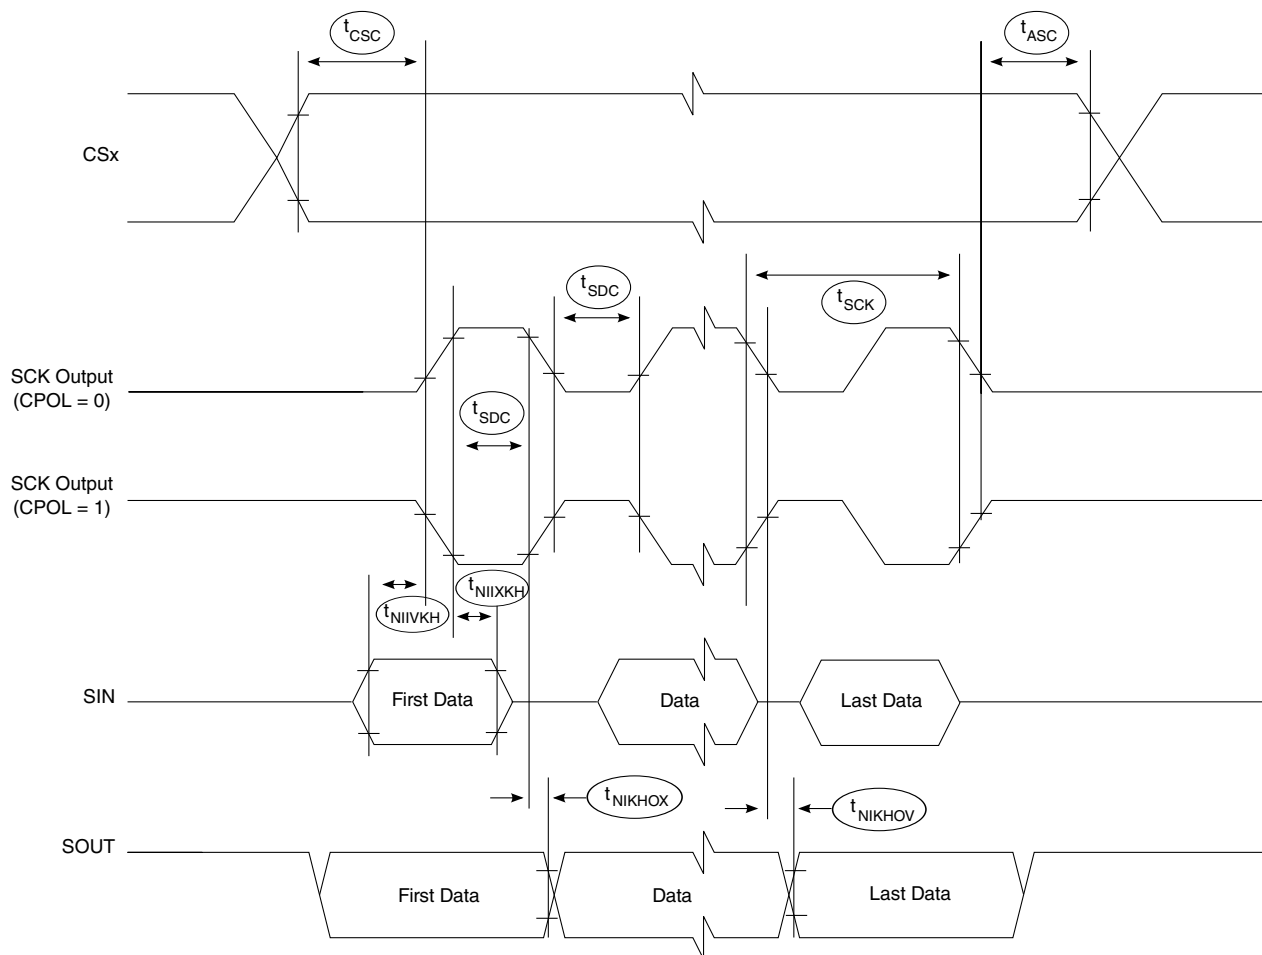 tCSC
tASC
CSx
tSDC
tSCK
SCK Output
(CPOL = 0)
tSDC
SCK Output
(CPOL = 1)
tNIIXKH
tNIIVKH
SIN
First Data
Data
Last Data
tNIKHOX
tNIKHOV
SOUT
First Data
Data
Last Data